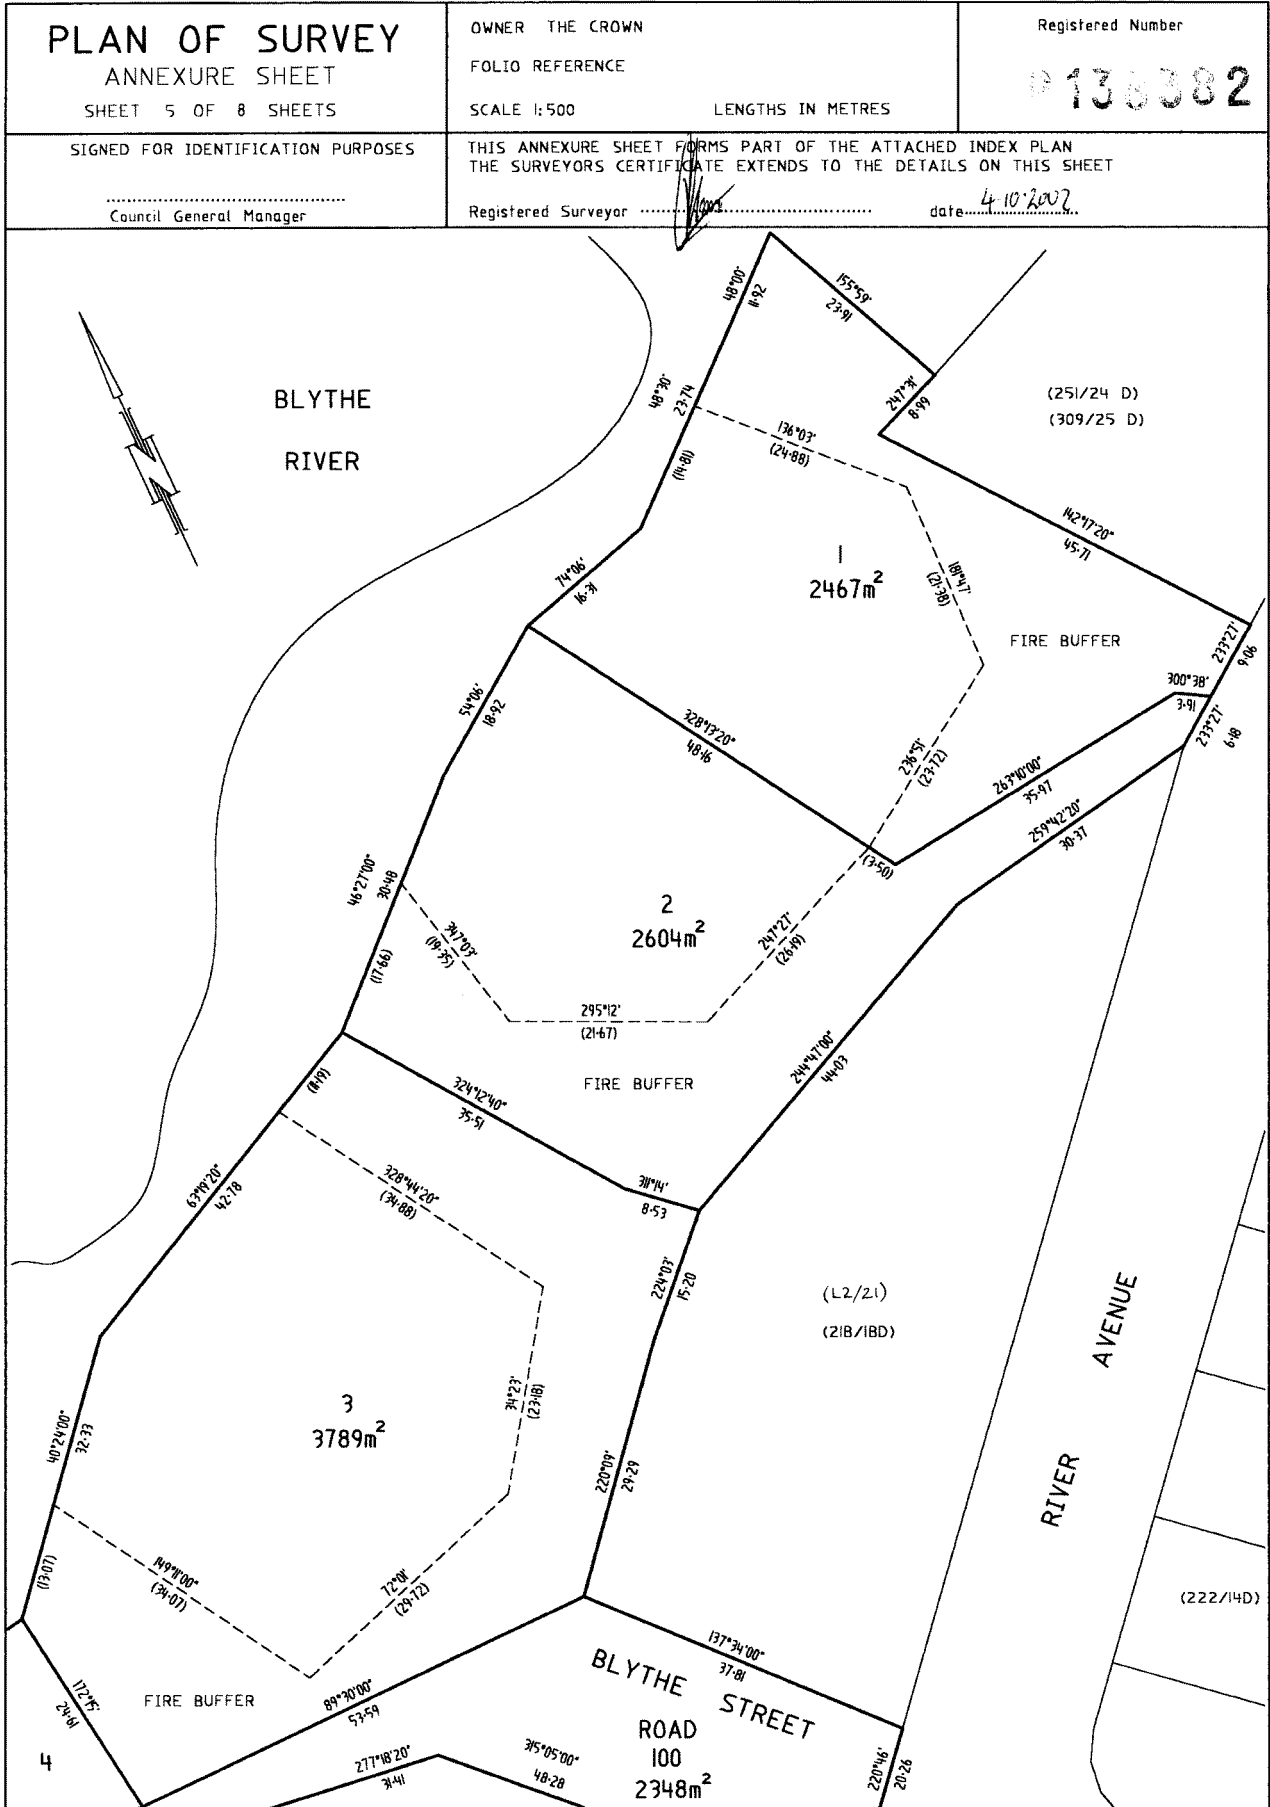 PLAN OF SURVEY
ANNEXURE SHEET
SHEET 5 OF 8 SHEETS
OWNER THE CROWN
FOLIO REFERENCE
SCALE 1:500 LENGTHS IN METRES
Registered Number
P138382
SIGNED FOR IDENTIFICATION PURPOSES
Council General Manager
THIS ANNEXURE SHEET FORMS PART OF THE ATTACHED INDEX PLAN
THE SURVEYORS CERTIFICATE EXTENDS TO THE DETAILS ON THIS SHEET
Registered Surveyor
date 4·10·2002
BLYTHE
RIVER
48°00'
11·92
155°59'
23·91
48°30'
23·74
(14·81)
247°31'
8·99
(251/24 D)
(309/25 D)
136°03'
(24·88)
142°17'20"
45·71
74°06'
16·31
1
2467m²
181°47'
(21·38)
FIRE BUFFER
233°27'
9·06
300°38'
3·91
233°27'
6·18
54°06'
18·92
328°13'20"
48·16
236°51'
(23·72)
263°10'00"
35·97
259°42'20"
30·37
(3·50)
46°27'00"
30·48
(17·66)
347°03'
(19·35)
2
2604m²
247°27'
(26·19)
295°12'
(21·67)
FIRE BUFFER
244°47'00"
44·03
(11·19)
324°12'40"
35·51
311°14'
8·53
63°19'20"
42·78
328°44'20"
(34·88)
224°03'
15·20
(L2/21)
(21B/18D)
RIVER AVENUE
34°23'
(23·18)
3
3789m²
40°24'00"
32·33
220°09'
29·29
(13·07)
149°11'00"
(34·07)
72°01'
(29·72)
(222/14D)
137°34'00"
37·81
BLYTHE STREET
172°15'
24·61
FIRE BUFFER
89°30'00"
53·59
ROAD
100
2348m²
4
277°18'20"
31·41
315°05'00"
48·28
220°46'
20·26